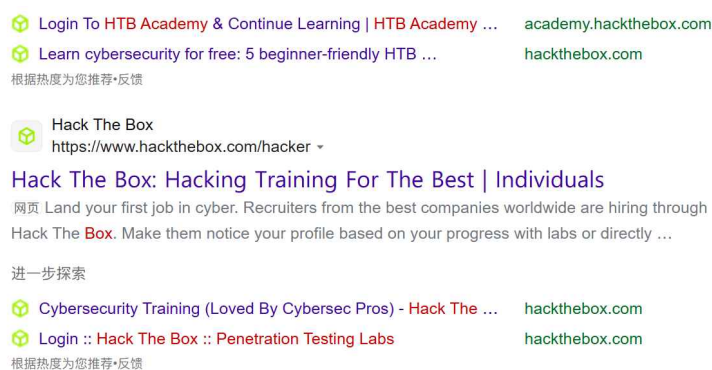 Login To HTB Academy & Continue Learning | HTB Academy … academy.hackthebox.com
Learn cybersecurity for free: 5 beginner-friendly HTB … hackthebox.com
根据热度为您推荐•反馈
Hack The Box
https://www.hackthebox.com/hacker
Hack The Box: Hacking Training For The Best | Individuals
网页 Land your first job in cyber. Recruiters from the best companies worldwide are hiring through
Hack The Box. Make them notice your profile based on your progress with labs or directly …
进一步探索
Cybersecurity Training (Loved By Cybersec Pros) - Hack The … hackthebox.com
Login :: Hack The Box :: Penetration Testing Labs hackthebox.com
根据热度为您推荐•反馈